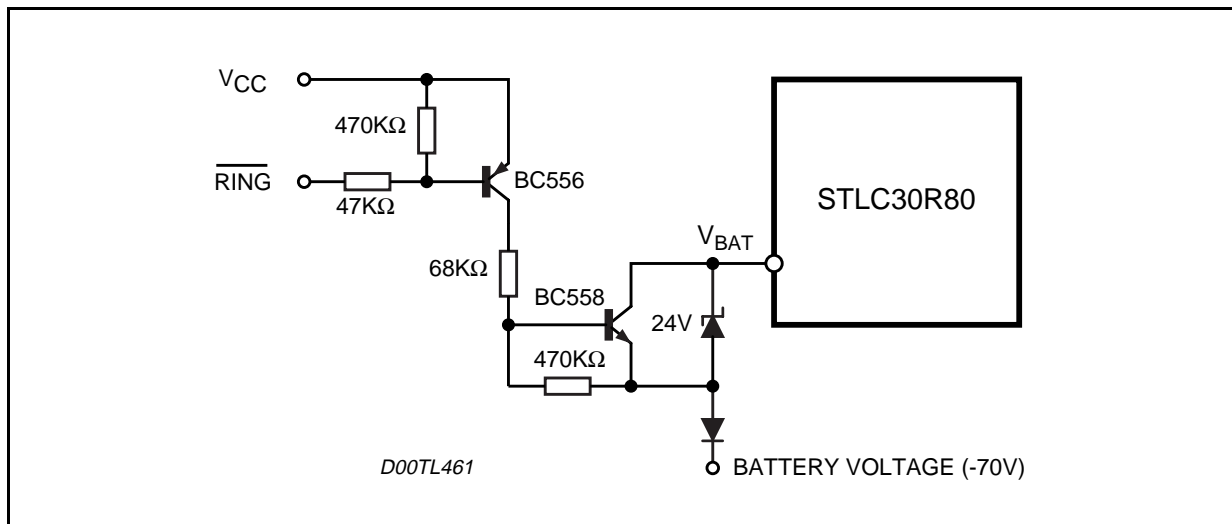 VCC
470KΩ
RING
BC556
47KΩ
STLC30R80
VBAT
68KΩ
BC558
24V
470KΩ
D00TL461
BATTERY VOLTAGE (-70V)